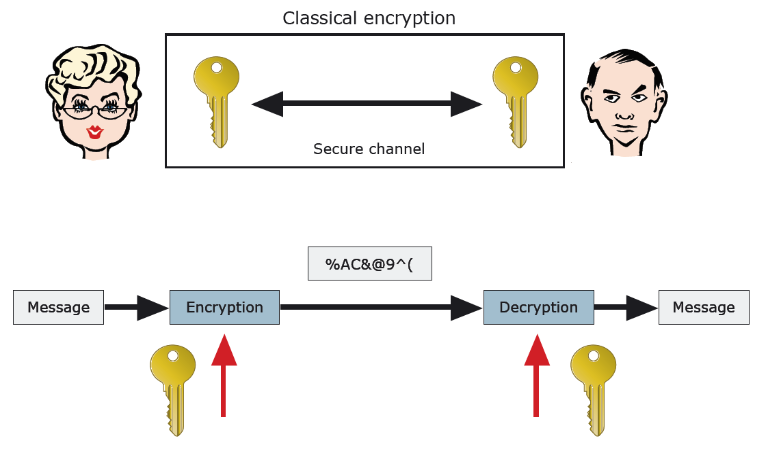 Classical encryption
Secure channel
%AC&@9^(
Message
Encryption
Decryption
Message